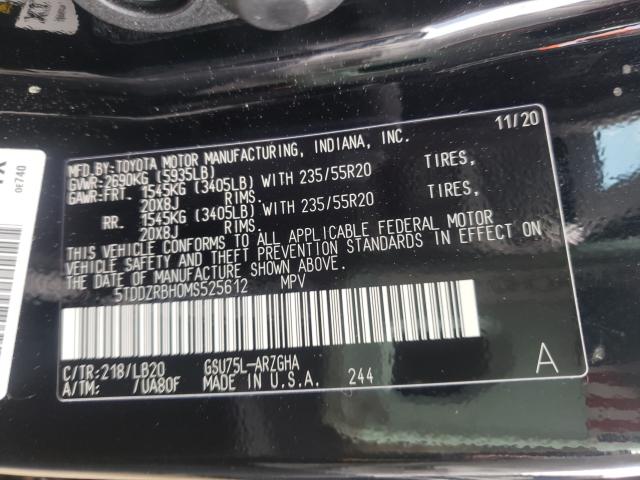 0E740
11/20
MFD.BY-TOYOTA MOTOR MANUFACTURING, INDIANA, INC.
GVWR-2690KG (5935LB)
GAWR:FRT. 1545KG (3405LB) WITH 235/55R20 TIRES,
20X8J RIMS.
RR. 1545KG (3405LB) WITH 235/55R20 TIRES,
20X8J RIMS.
THIS VEHICLE CONFORMS TO ALL APPLICABLE FEDERAL MOTOR
VEHICLE SAFETY AND THEFT PREVENTION STANDARDS IN EFFECT ON
THE DATE OF MANUFACTURE SHOWN ABOVE.
5TDDZRBH0MS525612 MPV
C/TR:218/LB20 GSU75L-ARZGHA
A/TM: /UA80F MADE IN U.S.A. 244
A